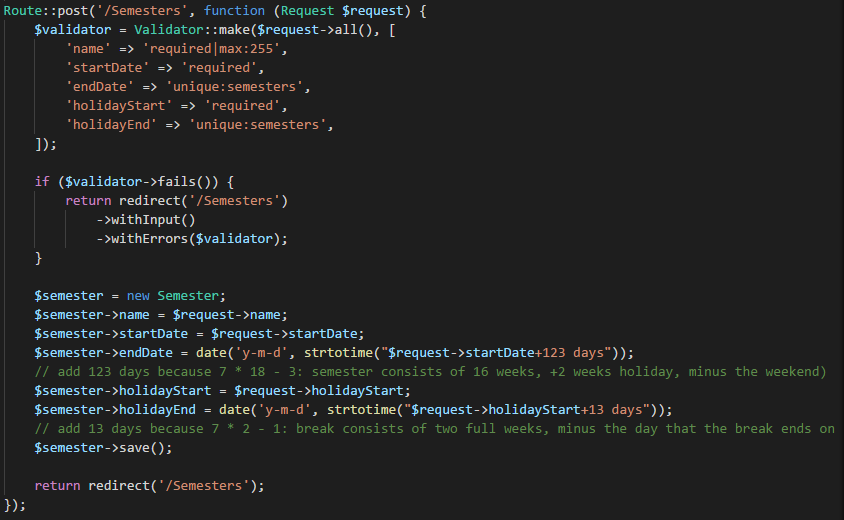 Route::post('/Semesters', function (Request $request) {
    $validator = Validator::make($request->all(), [
        'name' => 'required|max:255',
        'startDate' => 'required',
        'endDate' => 'unique:semesters',
        'holidayStart' => 'required',
        'holidayEnd' => 'unique:semesters',
    ]);
    if ($validator->fails()) {
        return redirect('/Semesters')
            ->withInput()
            ->withErrors($validator);
    }
    $semester = new Semester;
    $semester->name = $request->name;
    $semester->startDate = $request->startDate;
    $semester->endDate = date('y-m-d', strtotime("$request->startDate+123 days"));
    // add 123 days because 7 * 18 - 3: semester consists of 16 weeks, +2 weeks holiday, minus the weekend)
    $semester->holidayStart = $request->holidayStart;
    $semester->holidayEnd = date('y-m-d', strtotime("$request->holidayStart+13 days"));
    // add 13 days because 7 * 2 - 1: break consists of two full weeks, minus the day that the break ends on
    $semester->save();
    return redirect('/Semesters');
});